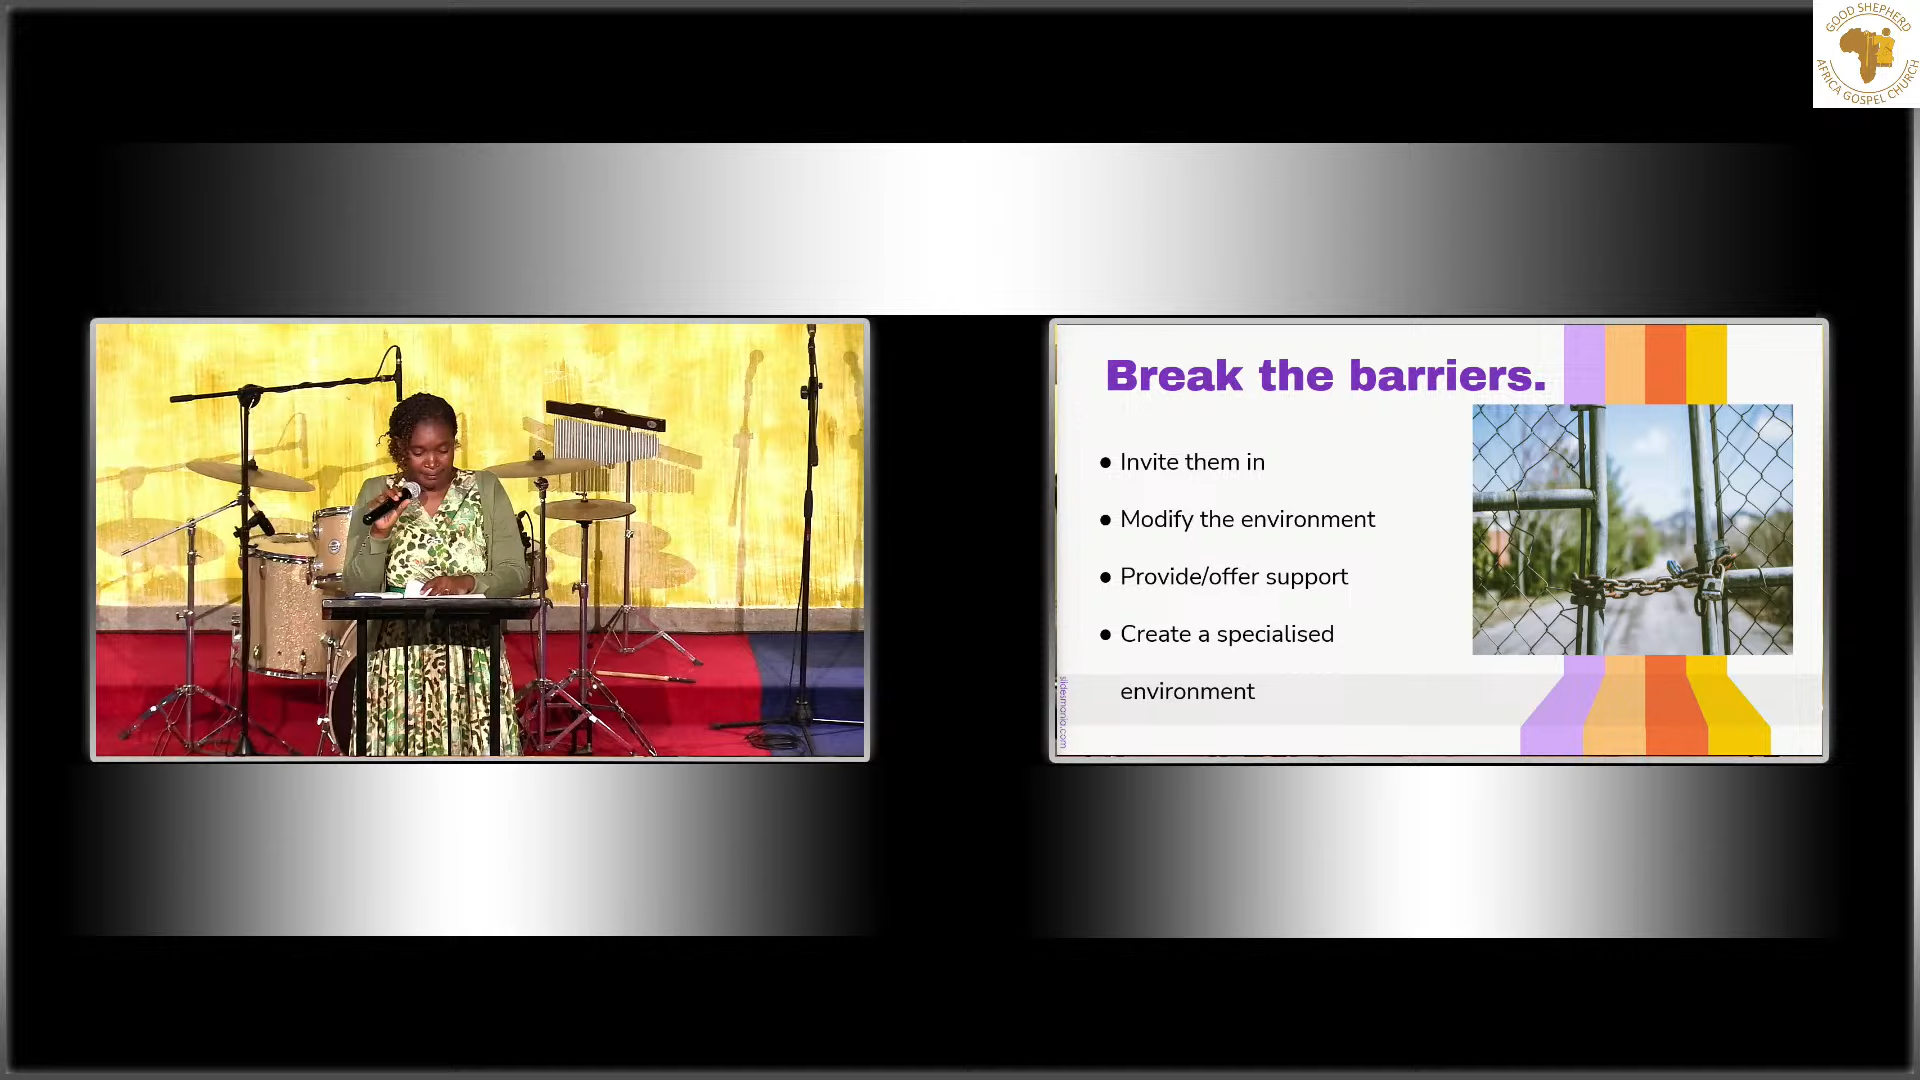 GOOD SHEPHERD
AFRICA GOSPEL CHURCH
Break the barriers.
● Invite them in
● Modify the environment
● Provide/offer support
● Create a specialised
environment
slidesmania.com